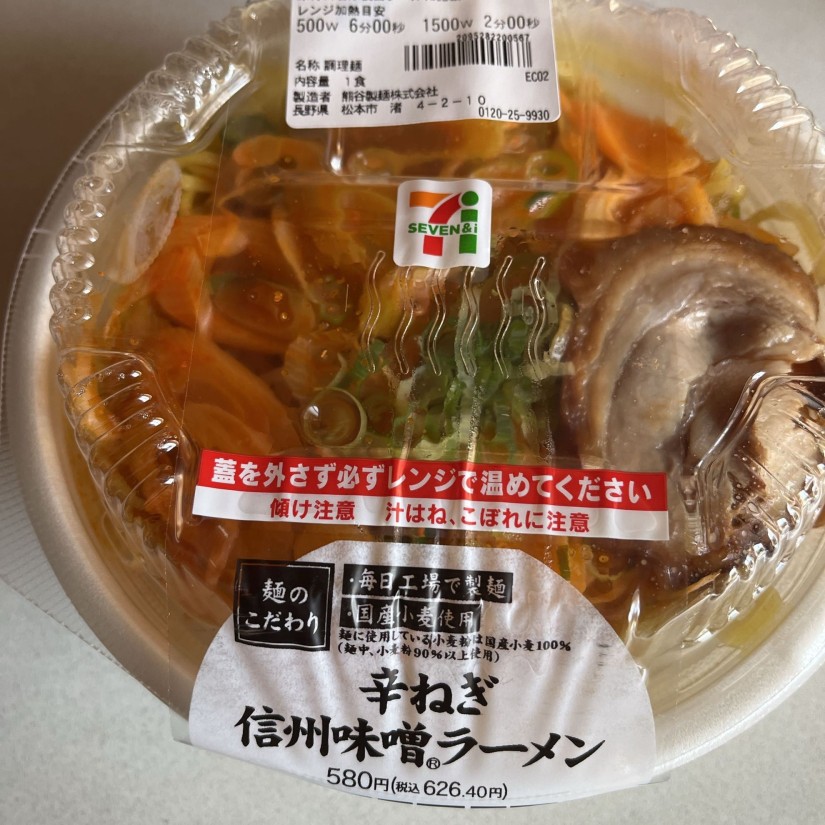 レンジ加熱目安
500W 6分00秒 1500W 2分00秒
2095282200567
名称 調理麺
内容量 1食
EC02
製造者 熊谷製麺株式会社
長野県 松本市 渚 4-2-10
0120-25-9930
7i
SEVEN&i
蓋を外さず必ずレンジで温めてください
傾け注意 汁はね、こぼれに注意
麺の
こだわり
・毎日工場で製麺
・国産小麦使用
麺に使用している小麦粉は国産小麦100%
(麺中、小麦粉90%以上使用)
辛ねぎ
信州味噌®ラーメン
580円(税込626.40円)